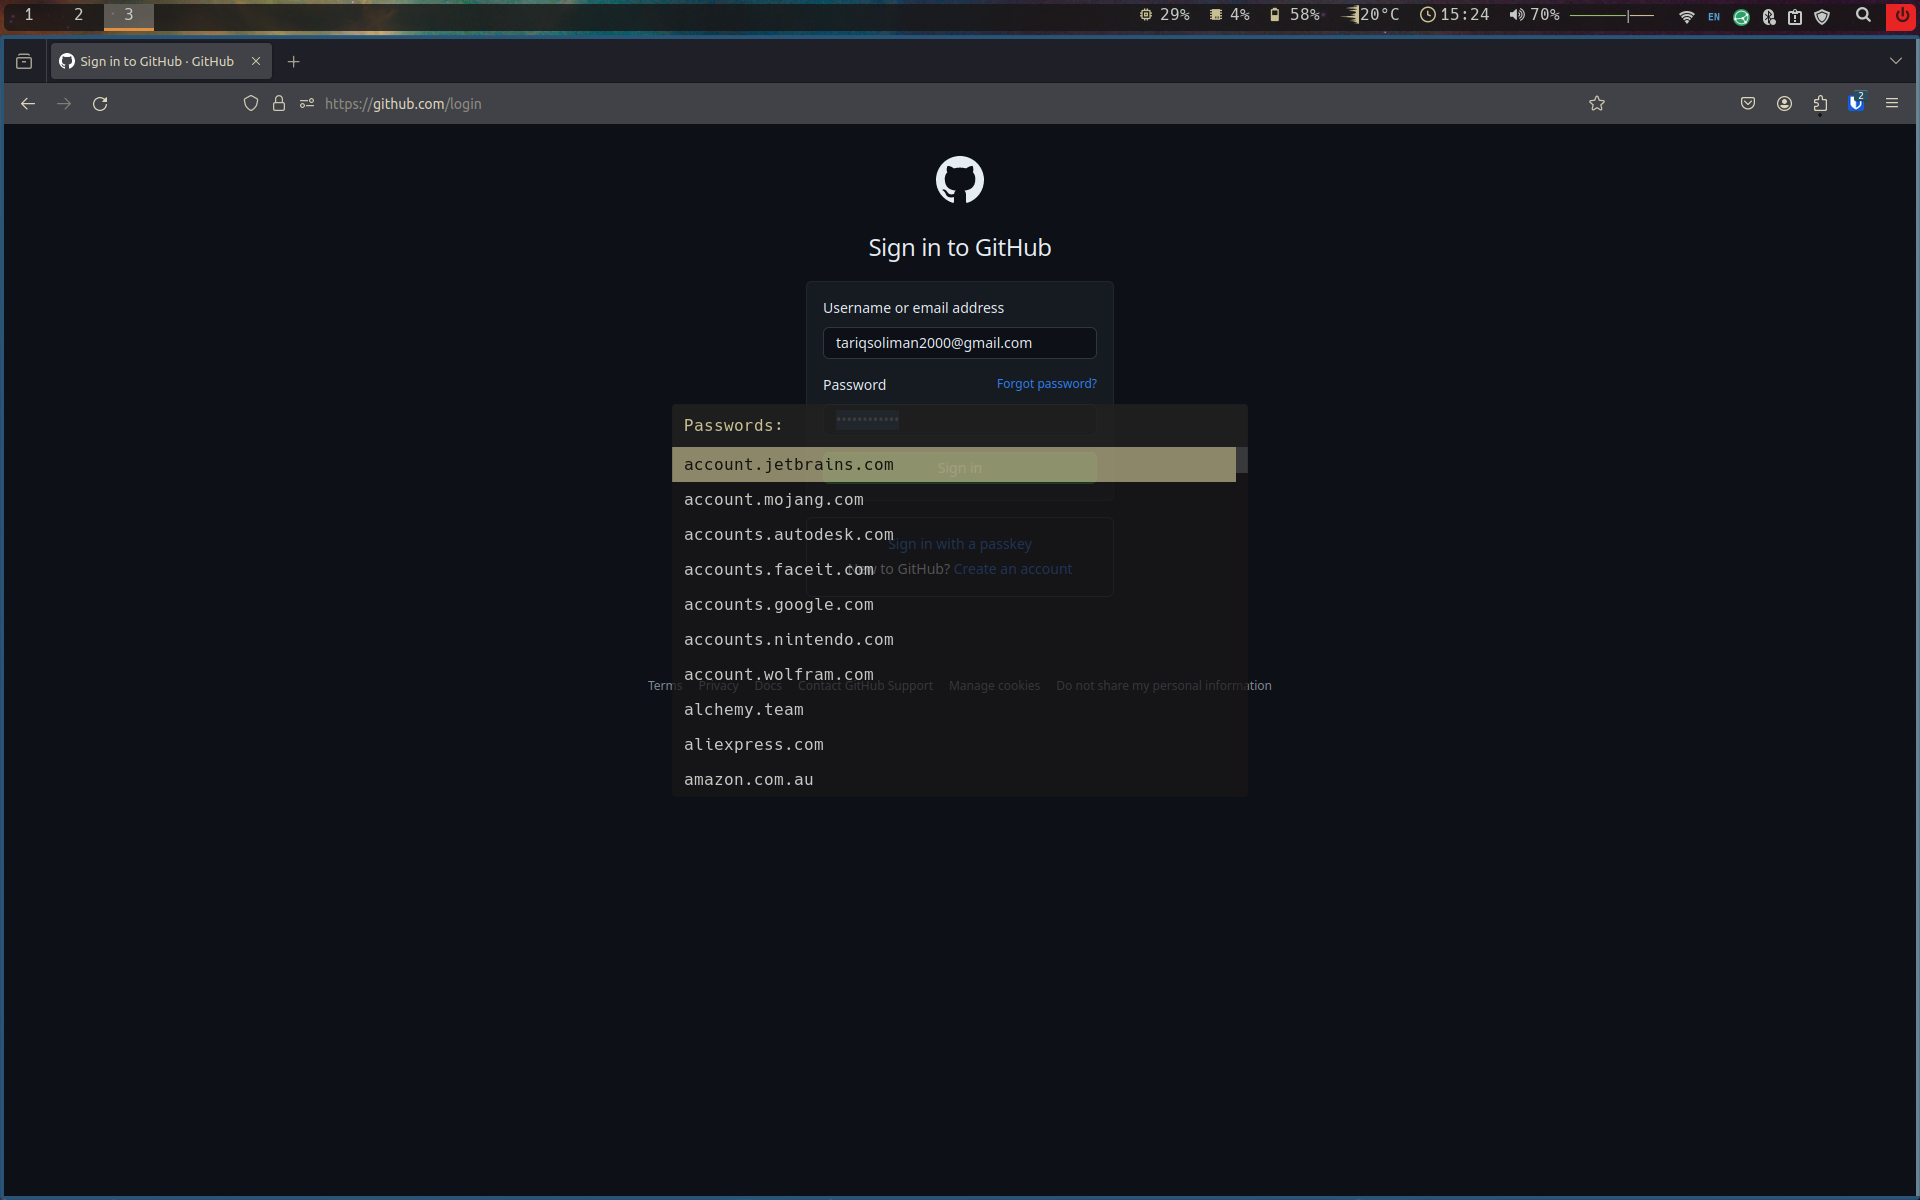 1 2 3 29% 4% 58% 20°C 15:24 70% EN
Sign in to GitHub · GitHub
https://github.com/login 2
Sign in to GitHub
Username or email address
tariqsoliman2000@gmail.com
Password Forgot password?
Passwords:
account.jetbrains.com
Sign in
account.mojang.com
accounts.autodesk.com
Sign in with a passkey
accounts.faceit.com
to GitHub? Create an account
accounts.google.com
accounts.nintendo.com
account.wolfram.com
Terms Privacy Docs Contact GitHub Support Manage cookies Do not share my personal information
alchemy.team
aliexpress.com
amazon.com.au